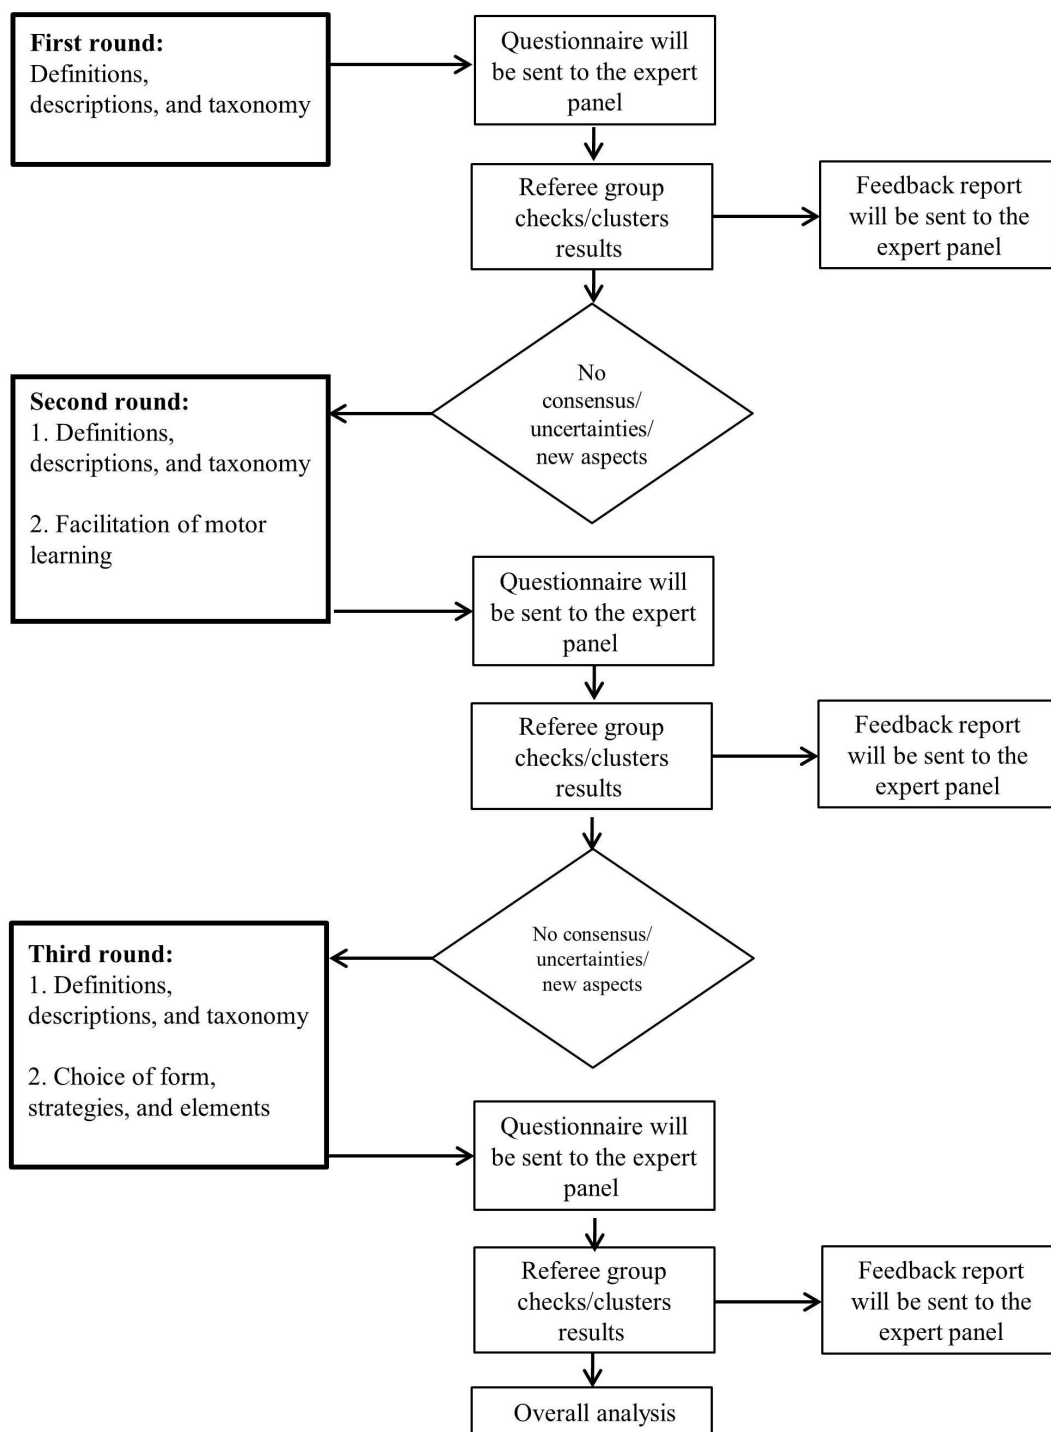 First round:
Definitions,
descriptions, and taxonomy
Questionnaire will
be sent to the expert
panel
Referee group
checks/clusters
results
Feedback report
will be sent to the
expert panel
No
consensus/
uncertainties/
new aspects
Second round:
1. Definitions,
descriptions, and taxonomy
2. Facilitation of motor
learning
Questionnaire will
be sent to the expert
panel
Referee group
checks/clusters
results
Feedback report
will be sent to the
expert panel
No consensus/
uncertainties/
new aspects
Third round:
1. Definitions,
descriptions, and taxonomy
2. Choice of form,
strategies, and elements
Questionnaire will
be sent to the expert
panel
Referee group
checks/clusters
results
Feedback report
will be sent to the
expert panel
Overall analysis